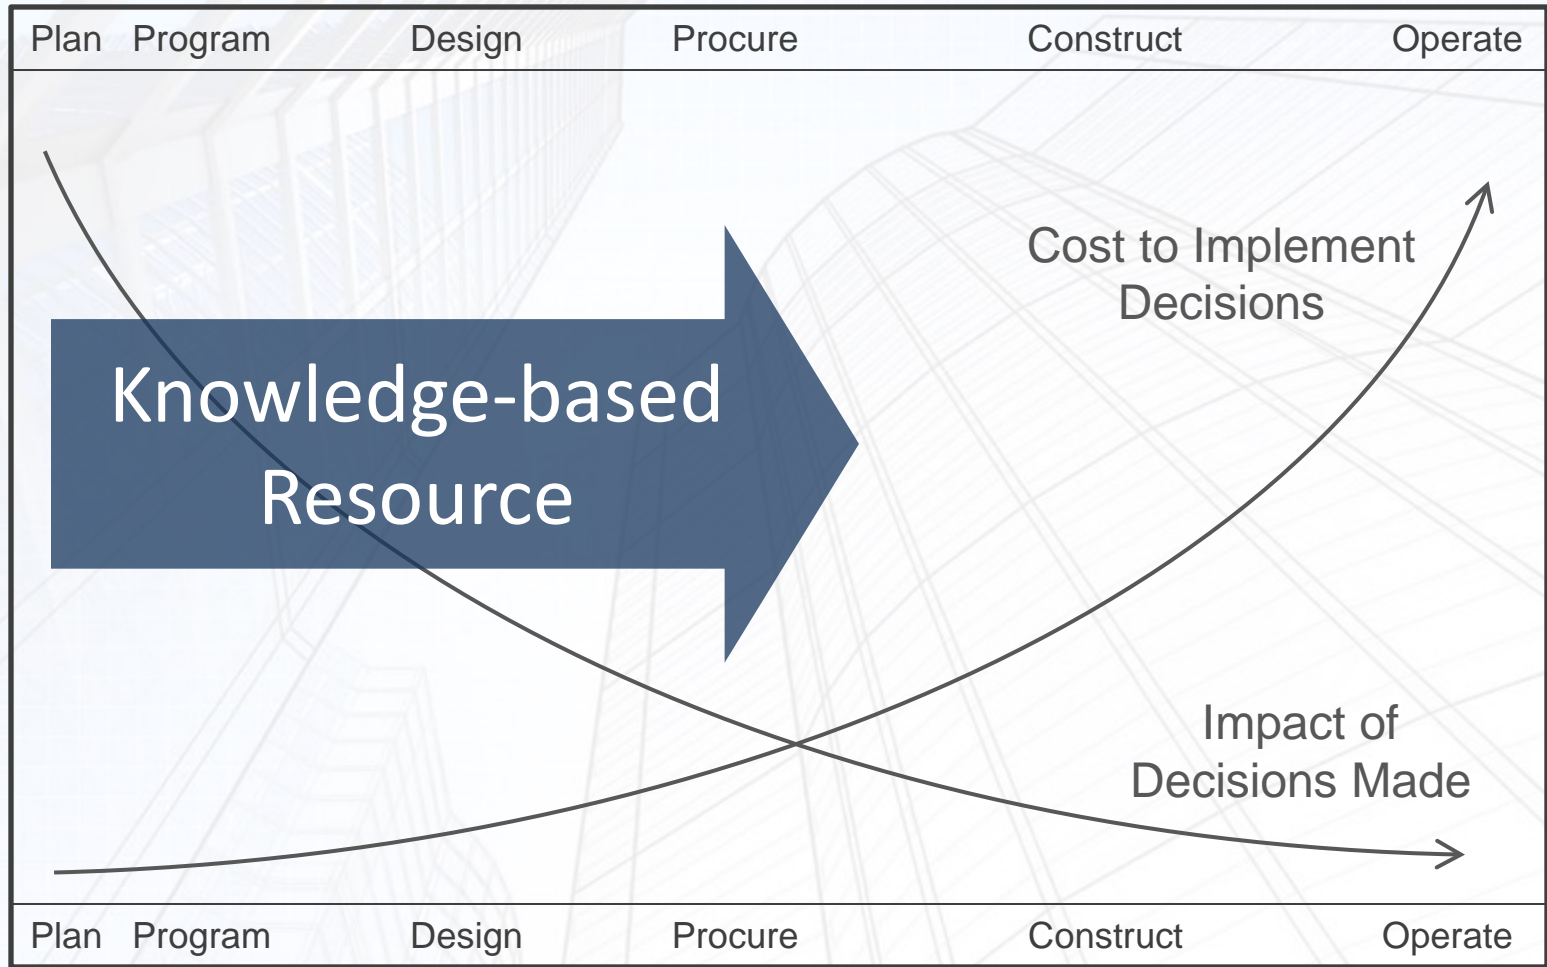 Plan Program Design Procure Construct Operate
Cost to Implement
Decisions
Knowledge-based
Resource
Impact of
Decisions Made
Plan Program Design Procure Construct Operate